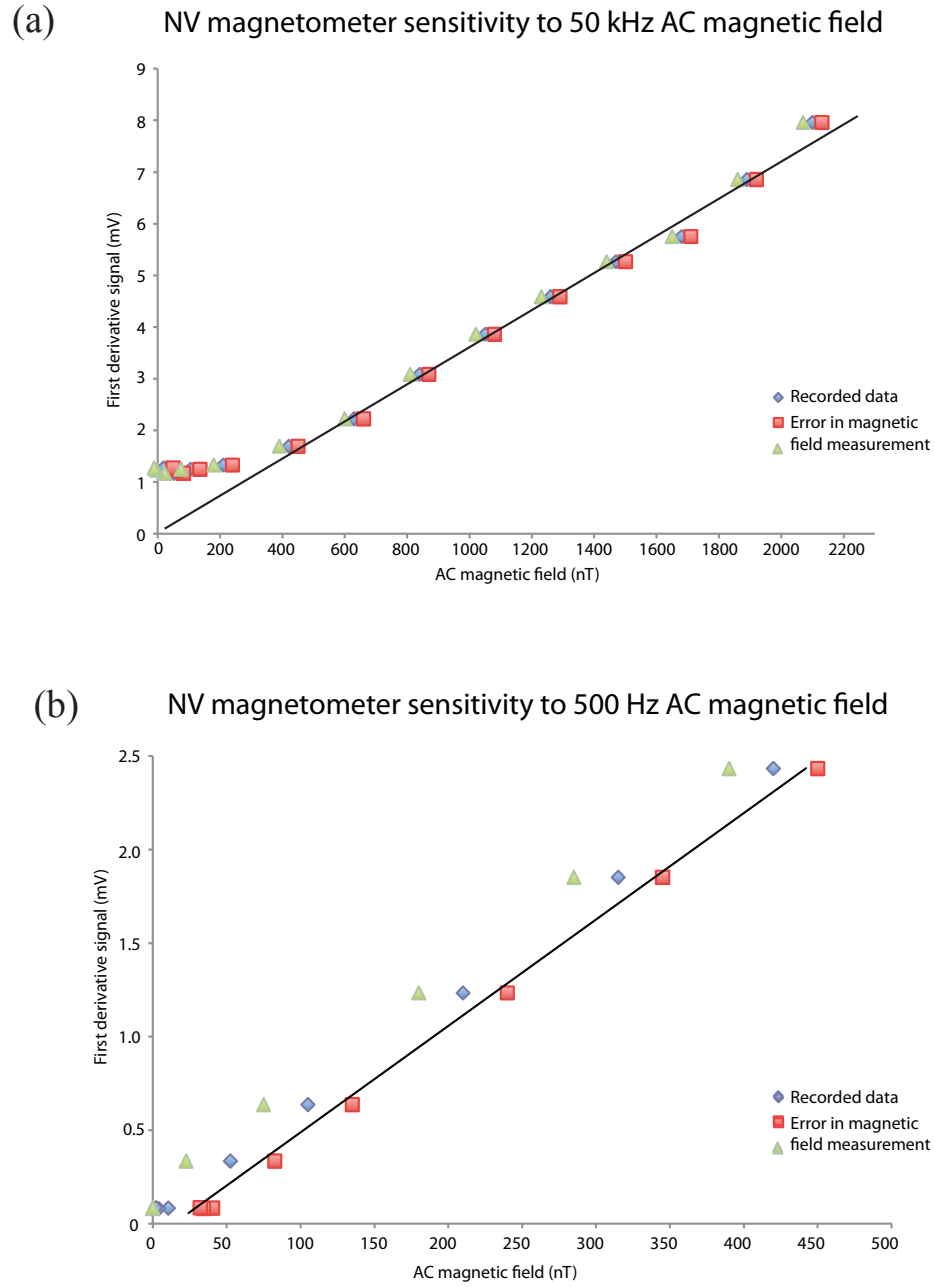 (a)
NV magnetometer sensitivity to 50 kHz AC magnetic field
9
8
7
6
5
4
3
2
1
0
First derivative signal (mV)
0 200 400 600 800 1000 1200 1400 1600 1800 2000 2200
AC magnetic field (nT)
Recorded data
Error in magnetic
field measurement
(b)
NV magnetometer sensitivity to 500 Hz AC magnetic field
2.5
2.0
1.5
1.0
0.5
0
First derivative signal (mV)
0 50 100 150 200 250 300 350 400 450 500
AC magnetic field (nT)
Recorded data
Error in magnetic
field measurement